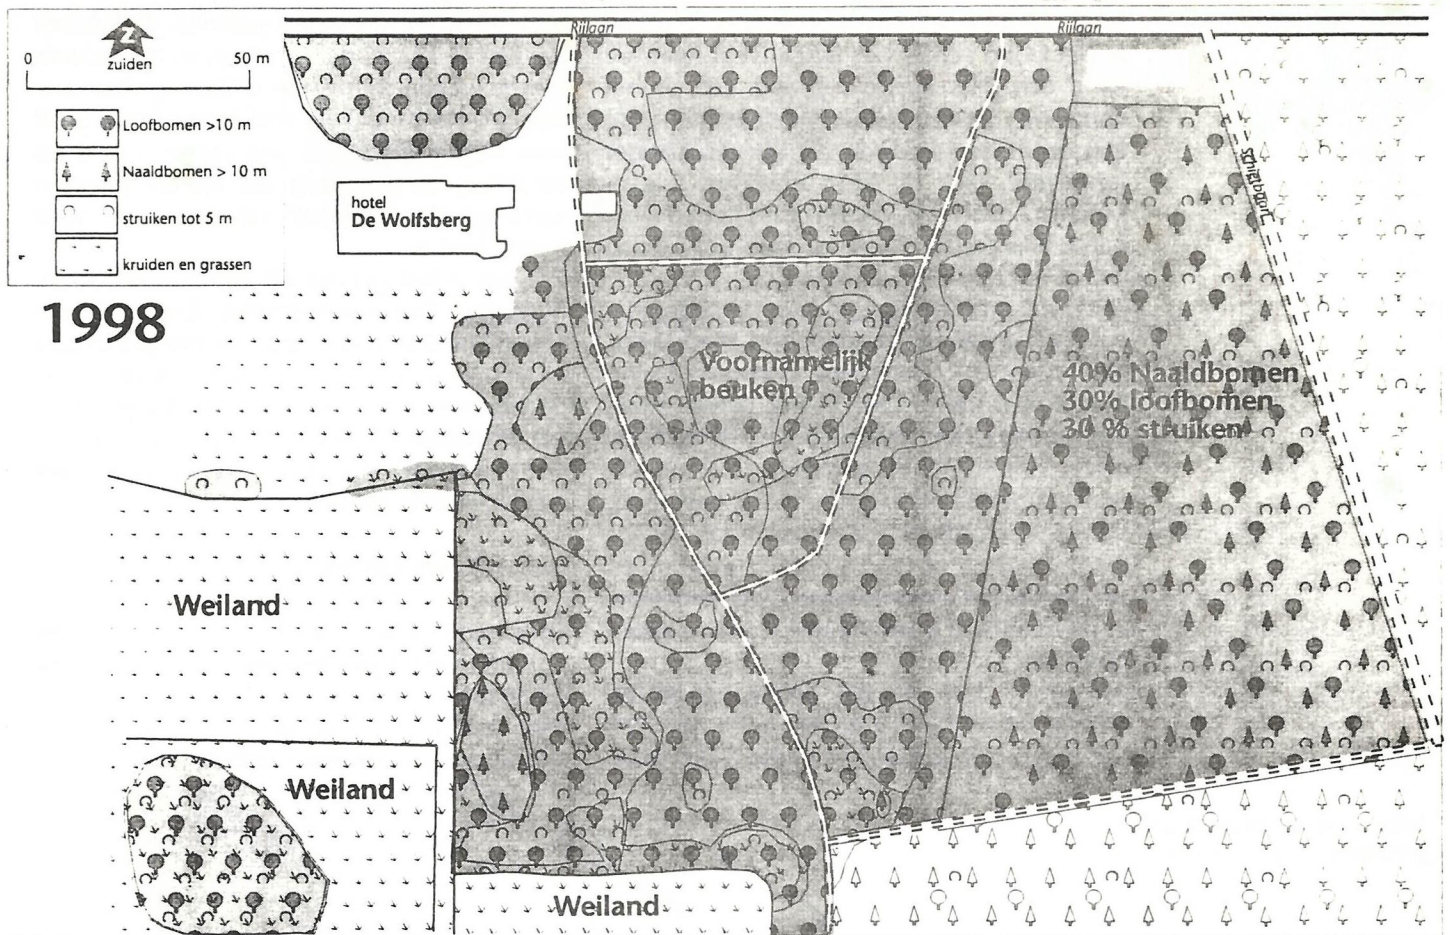 Z
zuiden
0 50 m
Loofbomen >10 m
Naaldbomen > 10 m
struiken tot 5 m
kruiden en grassen
1998
Rijlaan
Rijlaan
hotel
De Wolfsberg
schietbaan
Voornamelijk
beuken
40% Naaldbomen
30% loofbomen
30 % struiken
Weiland
Weiland
Weiland